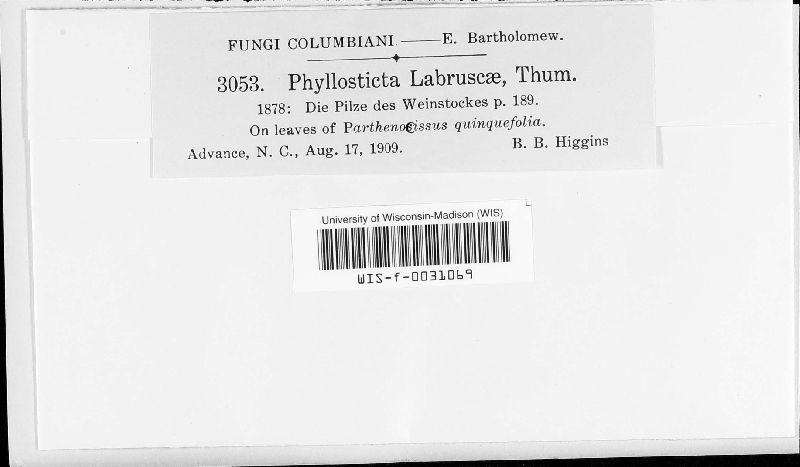 FUNGI COLUMBIANI — E. Bartholomew.
3053. Phyllosticta Labruscæ, Thum.
1878: Die Pilze des Weinstockes p. 189.
On leaves of Parthenocissus quinquefolia.
Advance, N. C., Aug. 17, 1909. B. B. Higgins
University of Wisconsin-Madison (WIS)
WIS-f-0031069